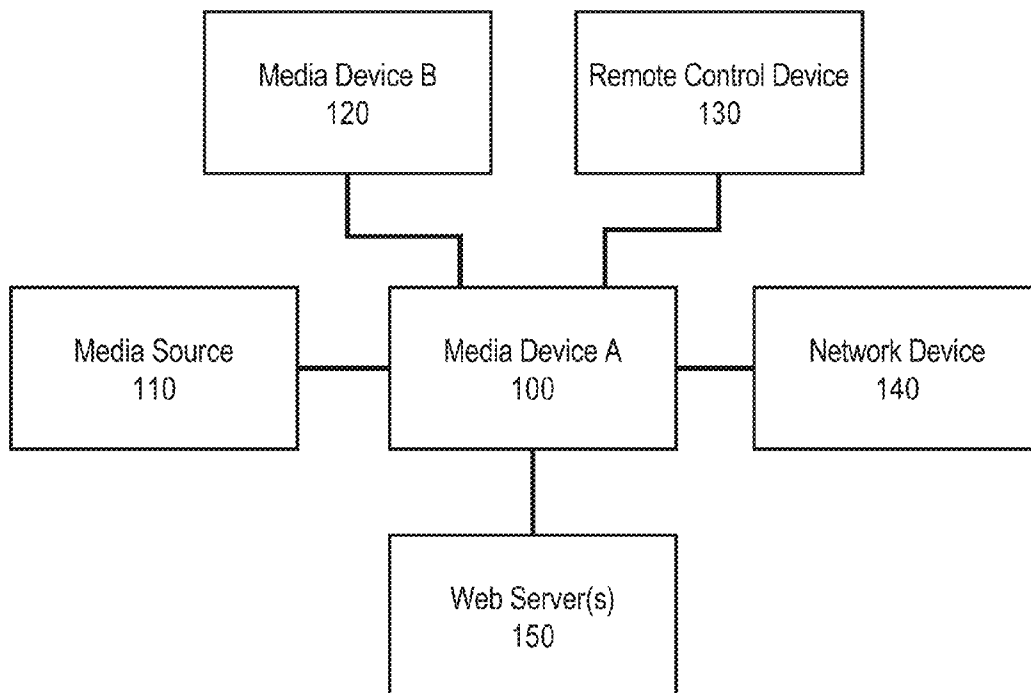 Media Device B
120
Remote Control Device
130
Media Source
110
Media Device A
100
Network Device
140
Web Server(s)
150